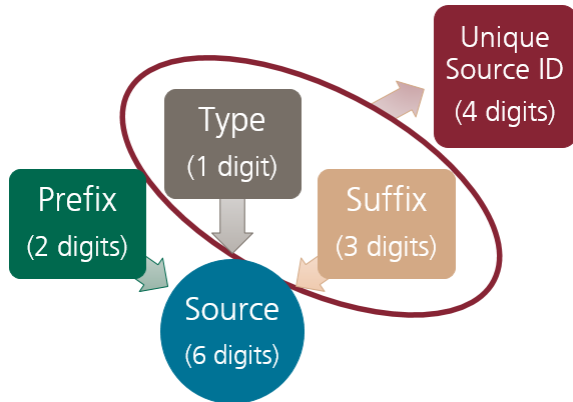 Unique
Source ID
(4 digits)
Type
(1 digit)
Prefix
(2 digits)
Suffix
(3 digits)
Source
(6 digits)